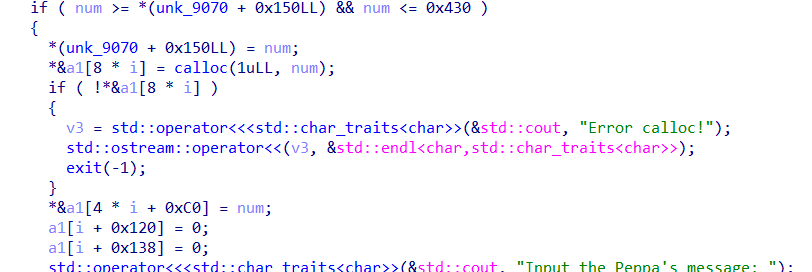 if ( num >= *(unk_9070 + 0x150LL) && num <= 0x430 )
{
*(unk_9070 + 0x150LL) = num;
*&a1[8 * i] = calloc(1uLL, num);
if ( !*&a1[8 * i] )
{
v3 = std::operator<<<std::char_traits<char>>(&std::cout, "Error calloc!");
std::ostream::operator<<(v3, &std::endl<char,std::char_traits<char>>);
exit(-1);
}
*&a1[4 * i + 0xC0] = num;
a1[i + 0x120] = 0;
a1[i + 0x138] = 0;
std::operator<<<std::char_traits<char>>(&std::cout, "Input the Peppa's message: ");